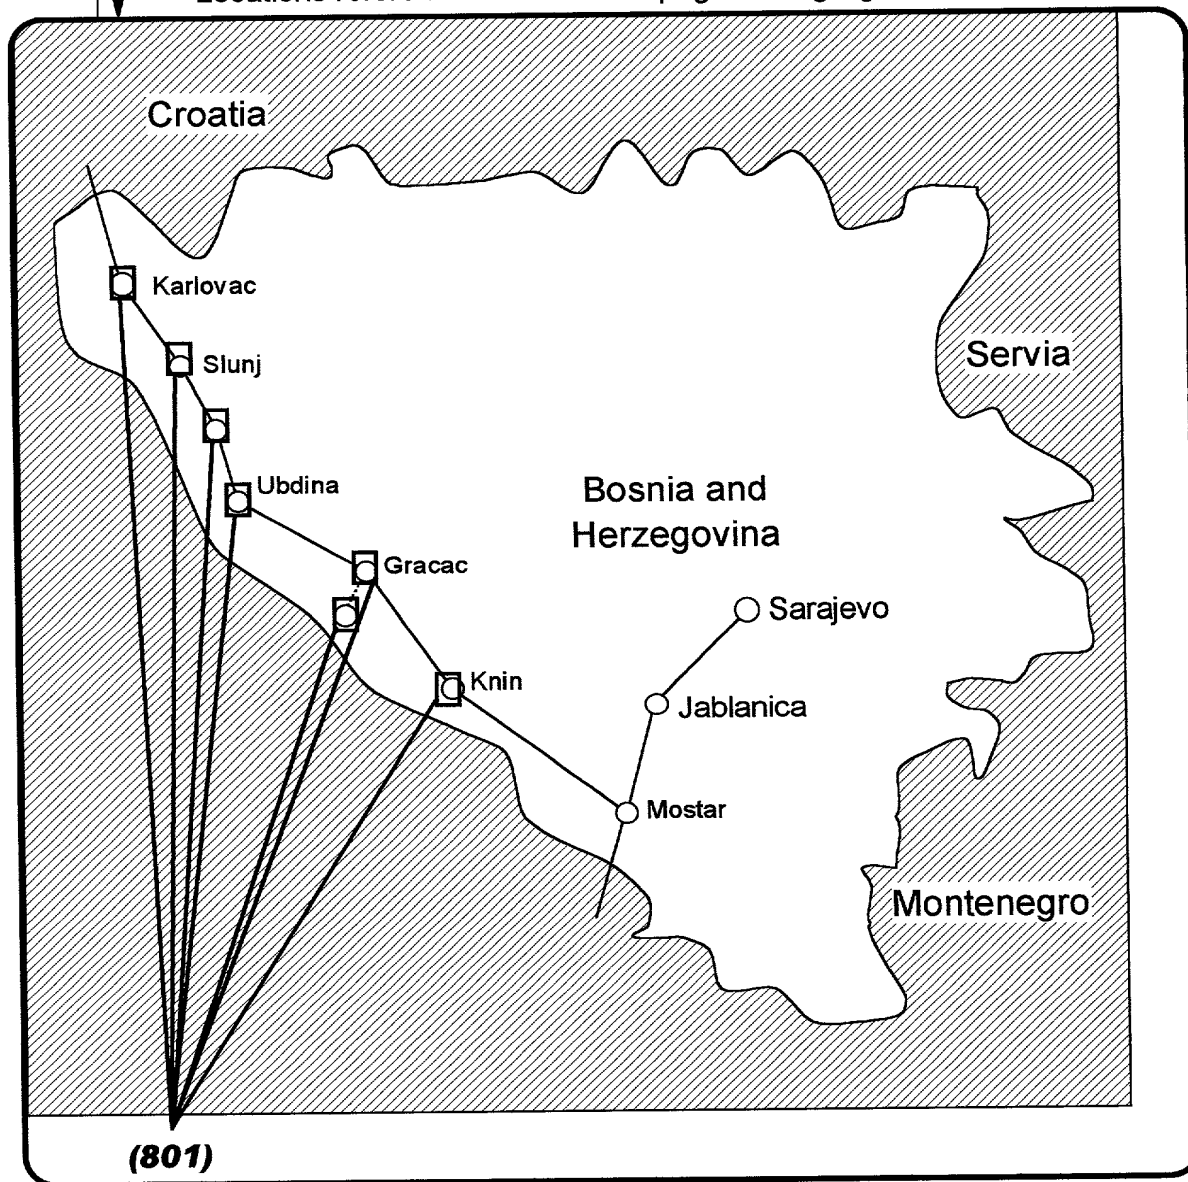 Croatia
Karlovac
Slunj
Servia
Ubdina
Bosnia and
Herzegovina
Gracac
Sarajevo
Knin
Jablanica
Mostar
Montenegro
(801)